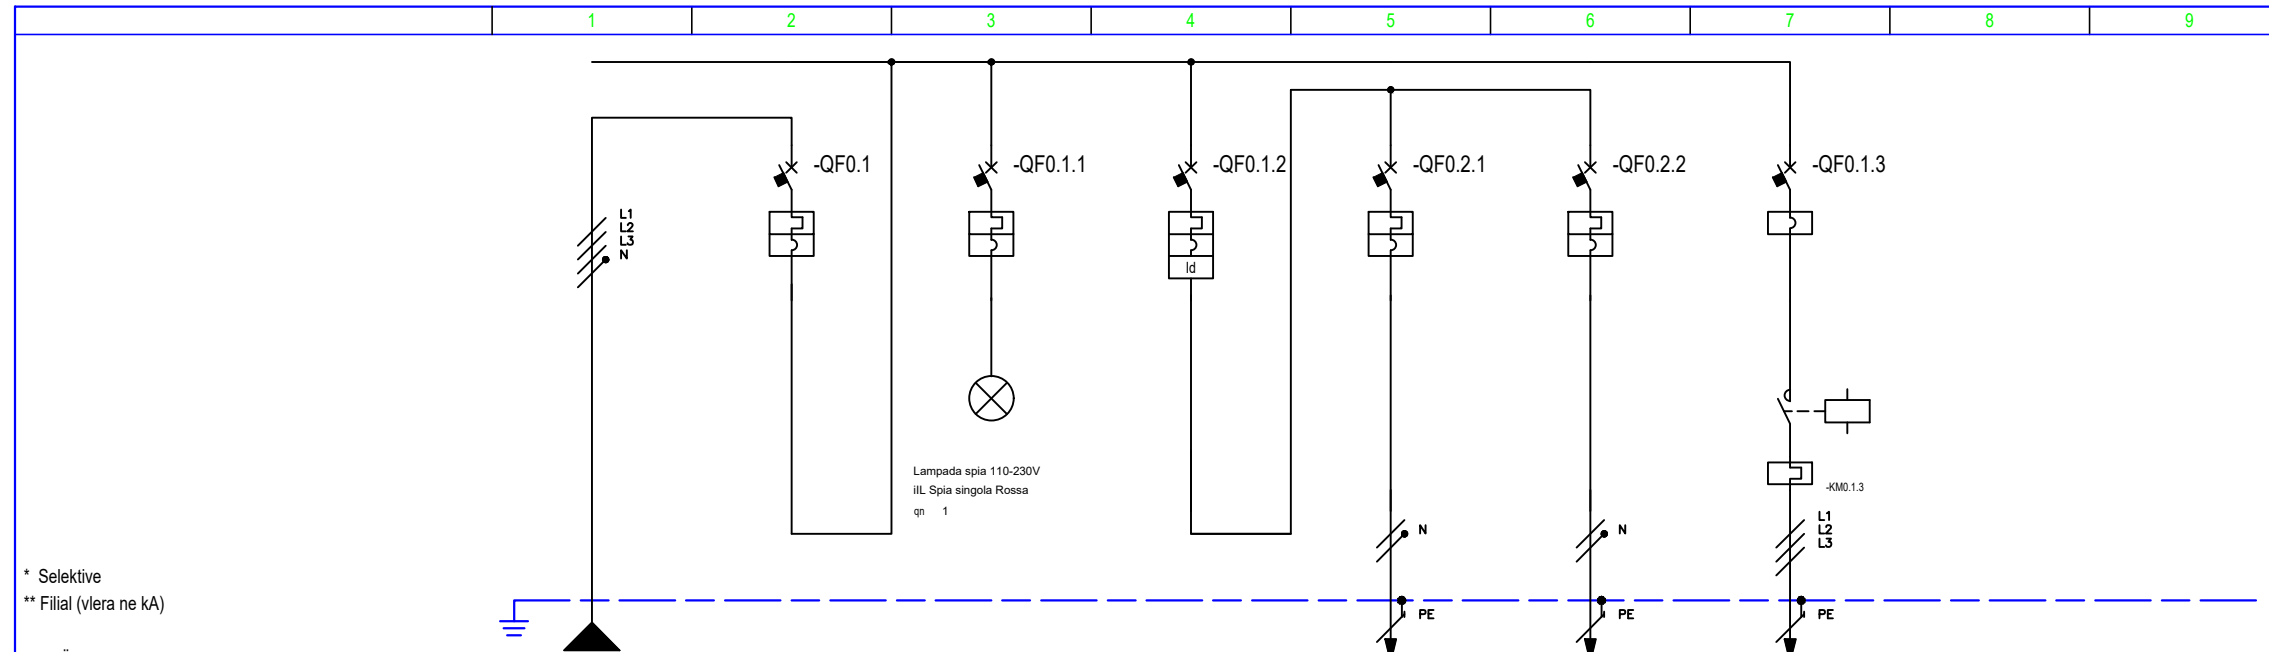 1 2 3 4 5 6 7 8 9
-QF0.1 -QF0.1.1 -QF0.1.2 -QF0.2.1 -QF0.2.2 -QF0.1.3
L1
L2
L3
N
Id
Lampada spia 110-230V
iIL Spia singola Rossa
qn 1
-KM0.1.3
N N
L1
L2
L3
* Selektive
** Filial (vlera ne kA)
PE PE PE